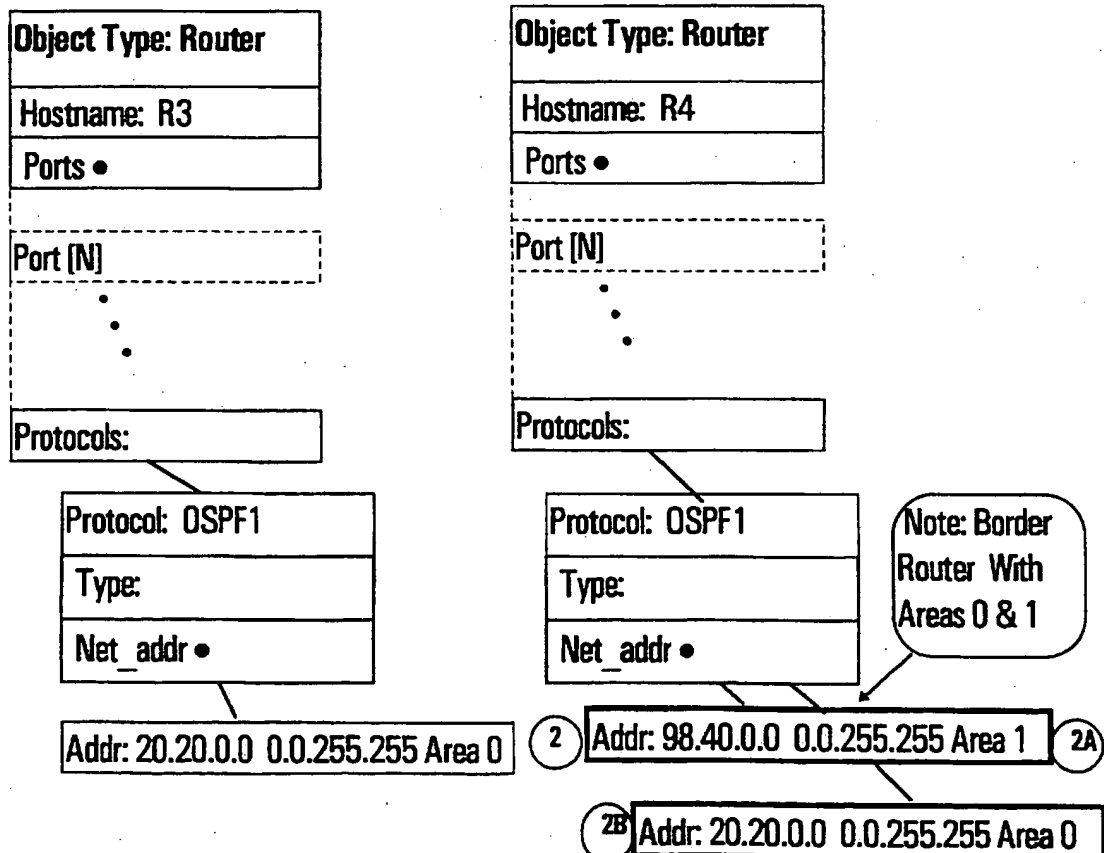 Object Type: Router
Hostname: R3
Ports
Port [N]
Protocols:
Protocol: OSPF1
Type:
Net_addr
Addr: 20.20.0.0 0.0.255.255 Area 0
Object Type: Router
Hostname: R4
Ports
Port [N]
Protocols:
Protocol: OSPF1
Type:
Net_addr
Note: Border
Router With
Areas 0 & 1
2
Addr: 98.40.0.0 0.0.255.255 Area 1
2A
2B
Addr: 20.20.0.0 0.0.255.255 Area 0